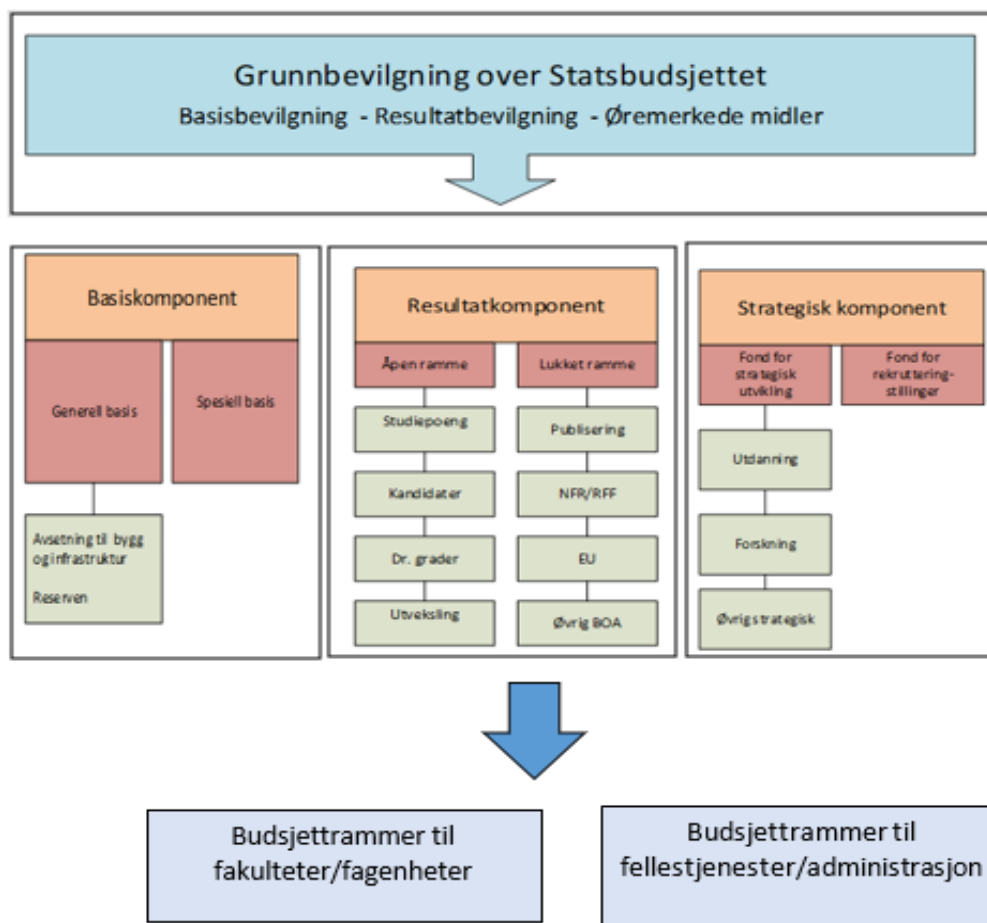 Grunnbevilgning over Statsbudsjettet
Basisbevilgning - Resultatbevilgning - Øremerkede midler
Basiskomponent
Generell basis
Spesiell basis
Avsetning til bygg
og infrastruktur
Reserven
Resultatkomponent
Åpen ramme
Lukket ramme
Studiepoeng
Publisering
Kandidater
NFR/RFF
Dr. grader
EU
Utveksling
Øvrig BOA
Strategisk komponent
Fond for
strategisk
utvikling
Fond for
rekruttering-
stillinger
Utdanning
Forskning
Øvrig strategisk
Budsjettrammer til
fakulteter/fagenheter
Budsjettrammer til
fellestjenester/administrasjon